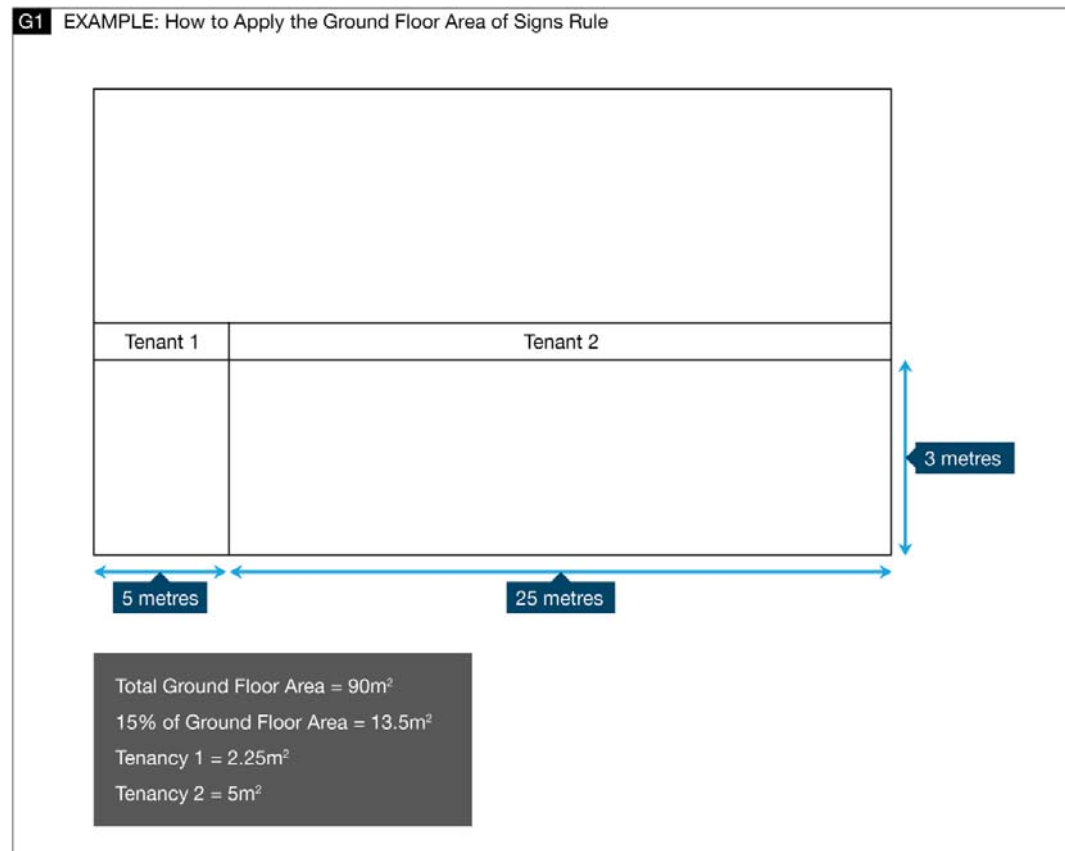 G1 EXAMPLE: How to Apply the Ground Floor Area of Signs Rule
Tenant 1
Tenant 2
3 metres
5 metres
25 metres
Total Ground Floor Area = 90m²
15% of Ground Floor Area = 13.5m²
Tenancy 1 = 2.25m²
Tenancy 2 = 5m²